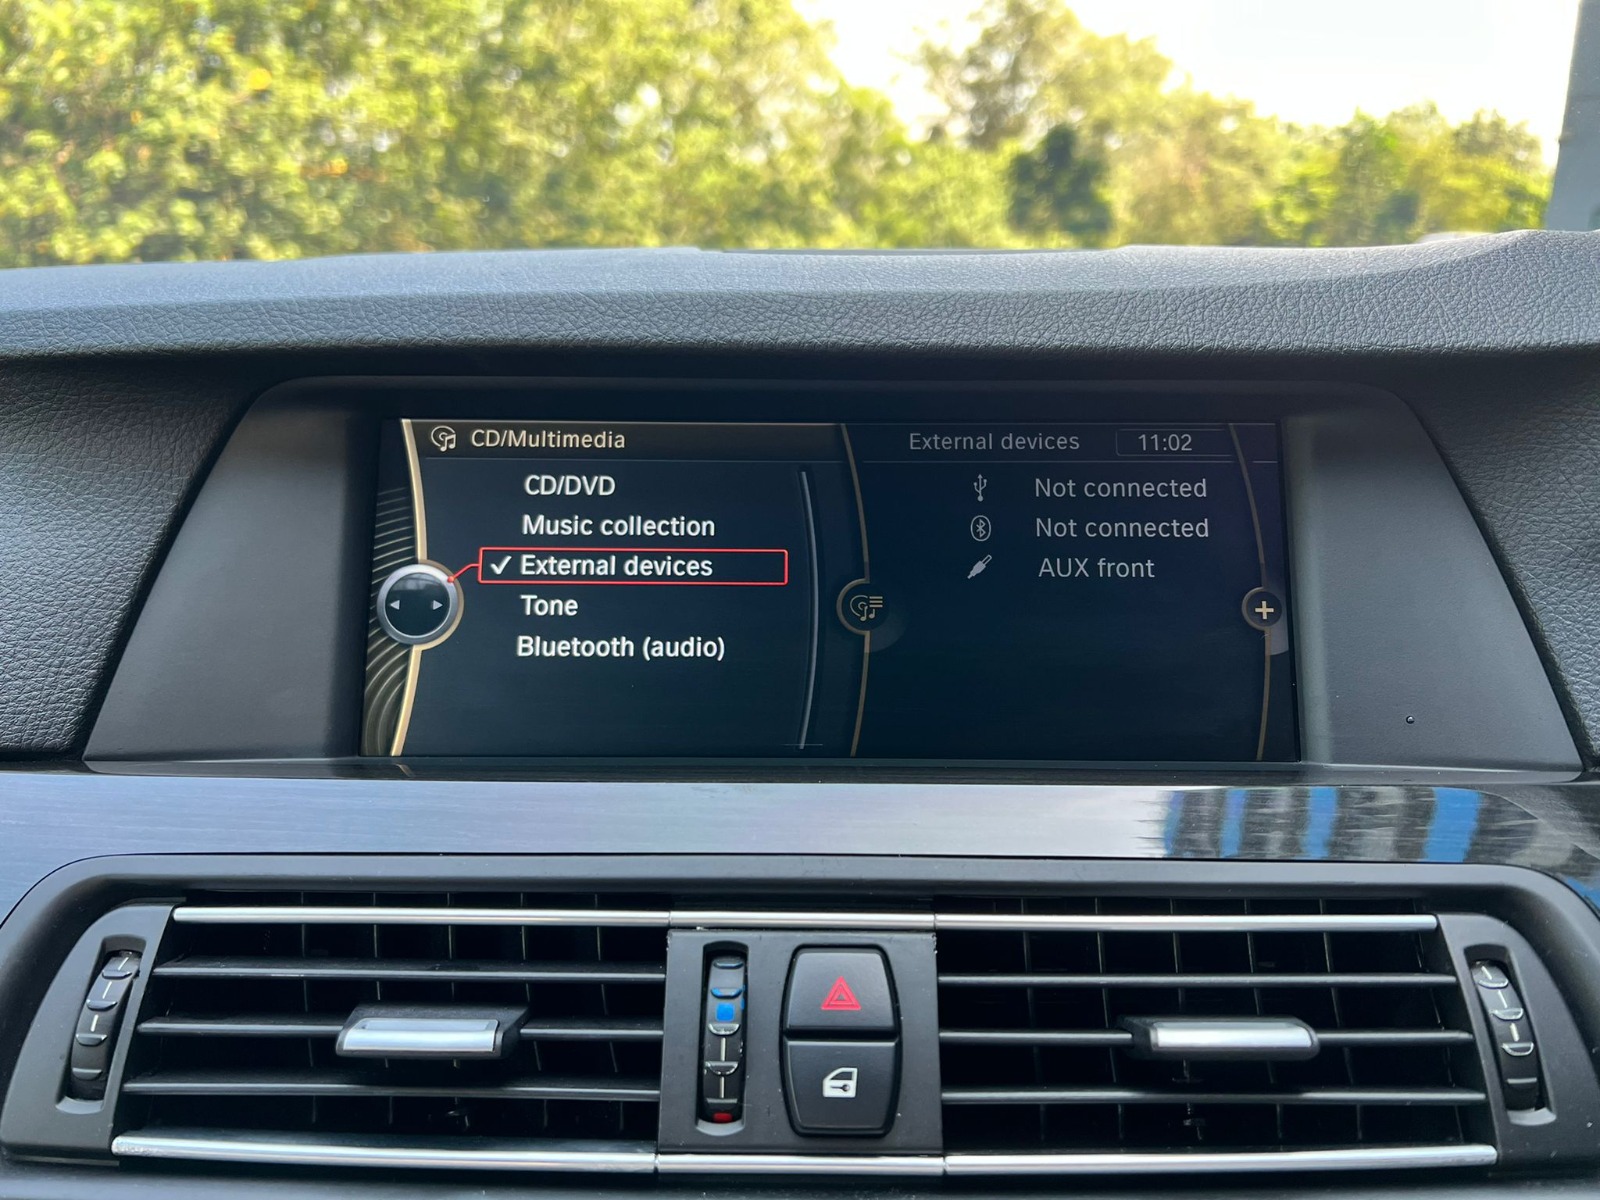 CD/Multimedia
CD/DVD
Music collection
✓ External devices
Tone
Bluetooth (audio)
External devices
11:02
Not connected
Not connected
AUX front